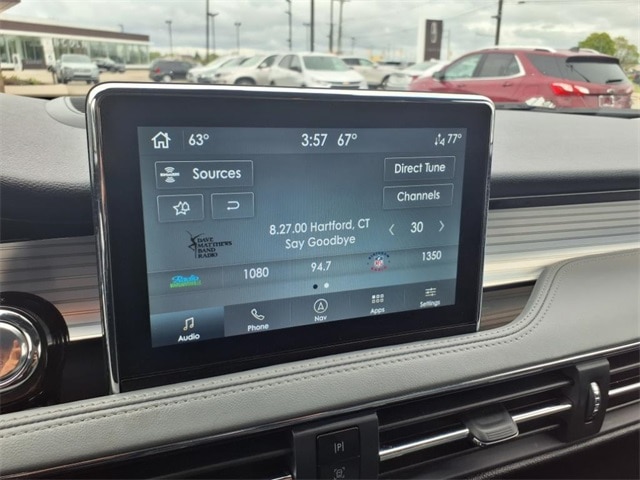 63° 3:57 67° 77°
Sources
Direct Tune
Channels
8.27.00 Hartford, CT
Say Goodbye
30
DAVE
MATTHEWS
BAND
RADIO
1080 94.7 1350
Audio Phone Nav Apps Settings
P